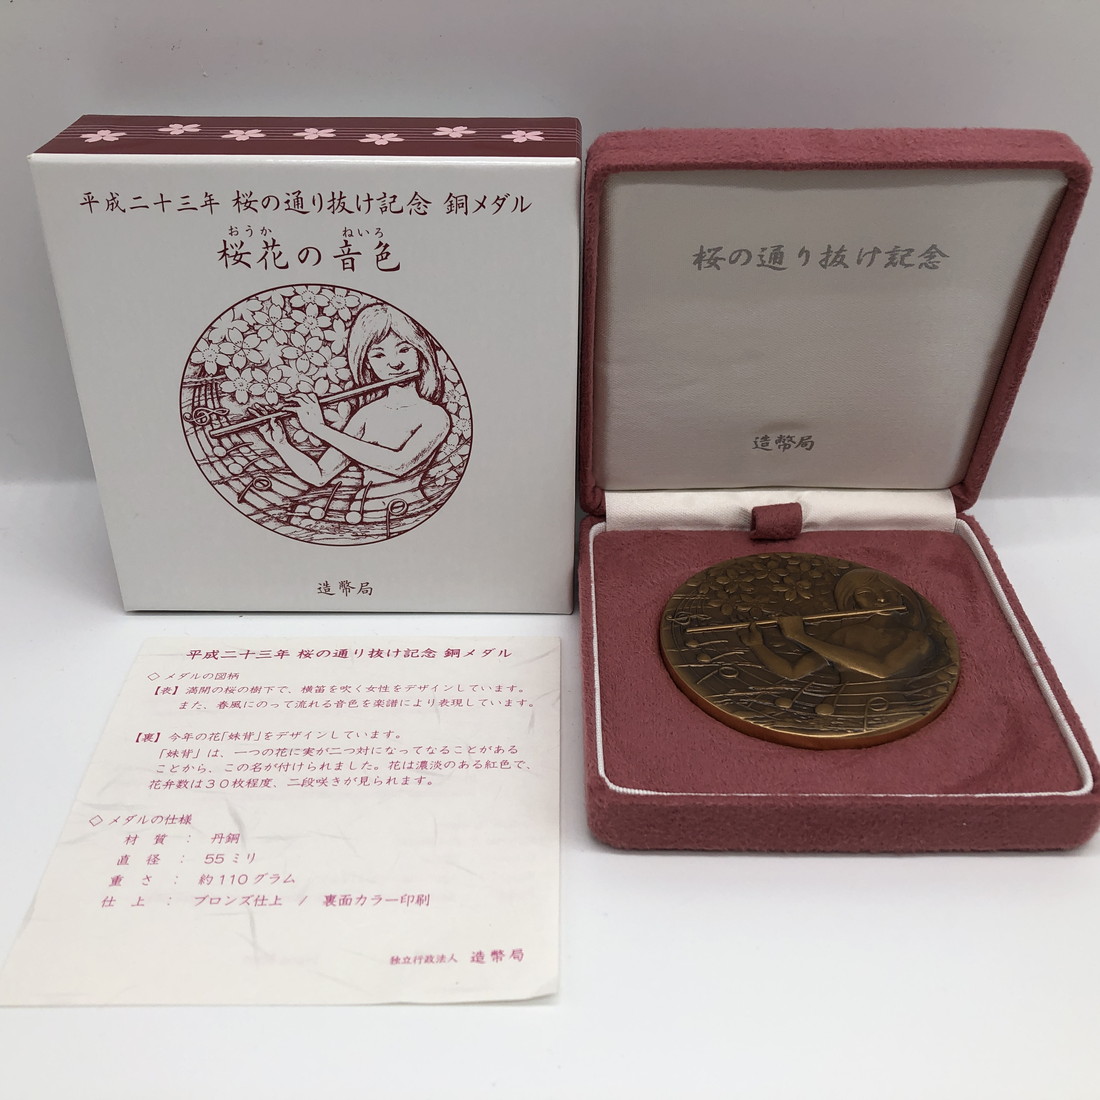 平成二十三年 桜の通り抜け記念 銅メダル
おうか ねいろ
桜花の音色
造幣局
桜の通り抜け記念
造幣局
平成二十三年 桜の通り抜け記念 銅メダル
◇メダルの図柄
【表】満開の桜の樹下で、横笛を吹く女性をデザインしています。
また、春風にのって流れる音色を楽譜により表現しています。
【裏】今年の花「妹背」をデザインしています。
「妹背」は、一つの花に実が二つ対になってなることがある
ことから、この名が付けられました。花は濃淡のある紅色で、
花弁数は30枚程度、二段咲きが見られます。
◇メダルの仕様
材質：丹銅
直径：55ミリ
重さ：約110グラム
仕上：ブロンズ仕上 / 裏面カラー印刷
独立行政法人 造幣局